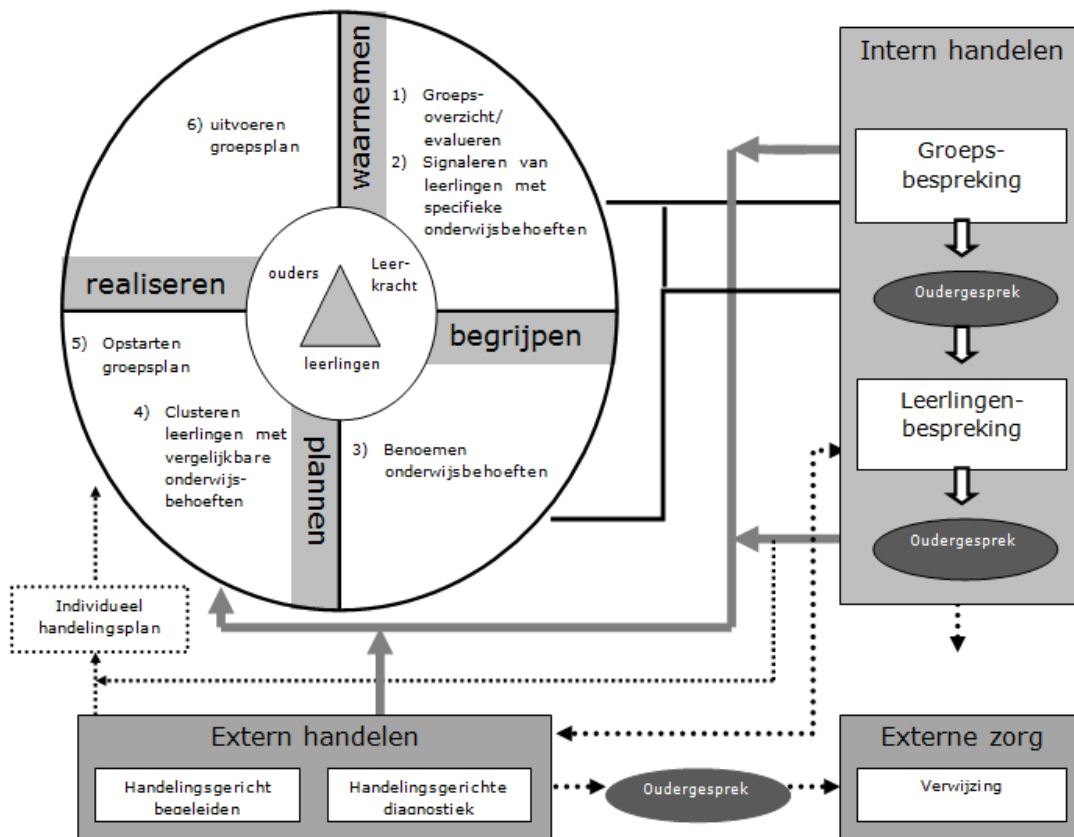 waarnemen
1) Groeps-
overzicht/
evalueren
2) Signaleren van
leerlingen met
specifieke
onderwijsbehoeften
begrijpen
3) Benoemen
onderwijsbehoeften
plannen
4) Clusteren
leerlingen met
vergelijkbare
onderwijs-
behoeften
5) Opstarten
groepsplan
realiseren
6) uitvoeren
groepsplan
ouders
Leer-
kracht
leerlingen
Intern handelen
Groeps-
bespreking
Oudergesprek
Leerlingen-
bespreking
Oudergesprek
Individueel
handelingsplan
Extern handelen
Handelingsgericht
begeleiden
Handelingsgerichte
diagnostiek
Oudergesprek
Externe zorg
Verwijzing